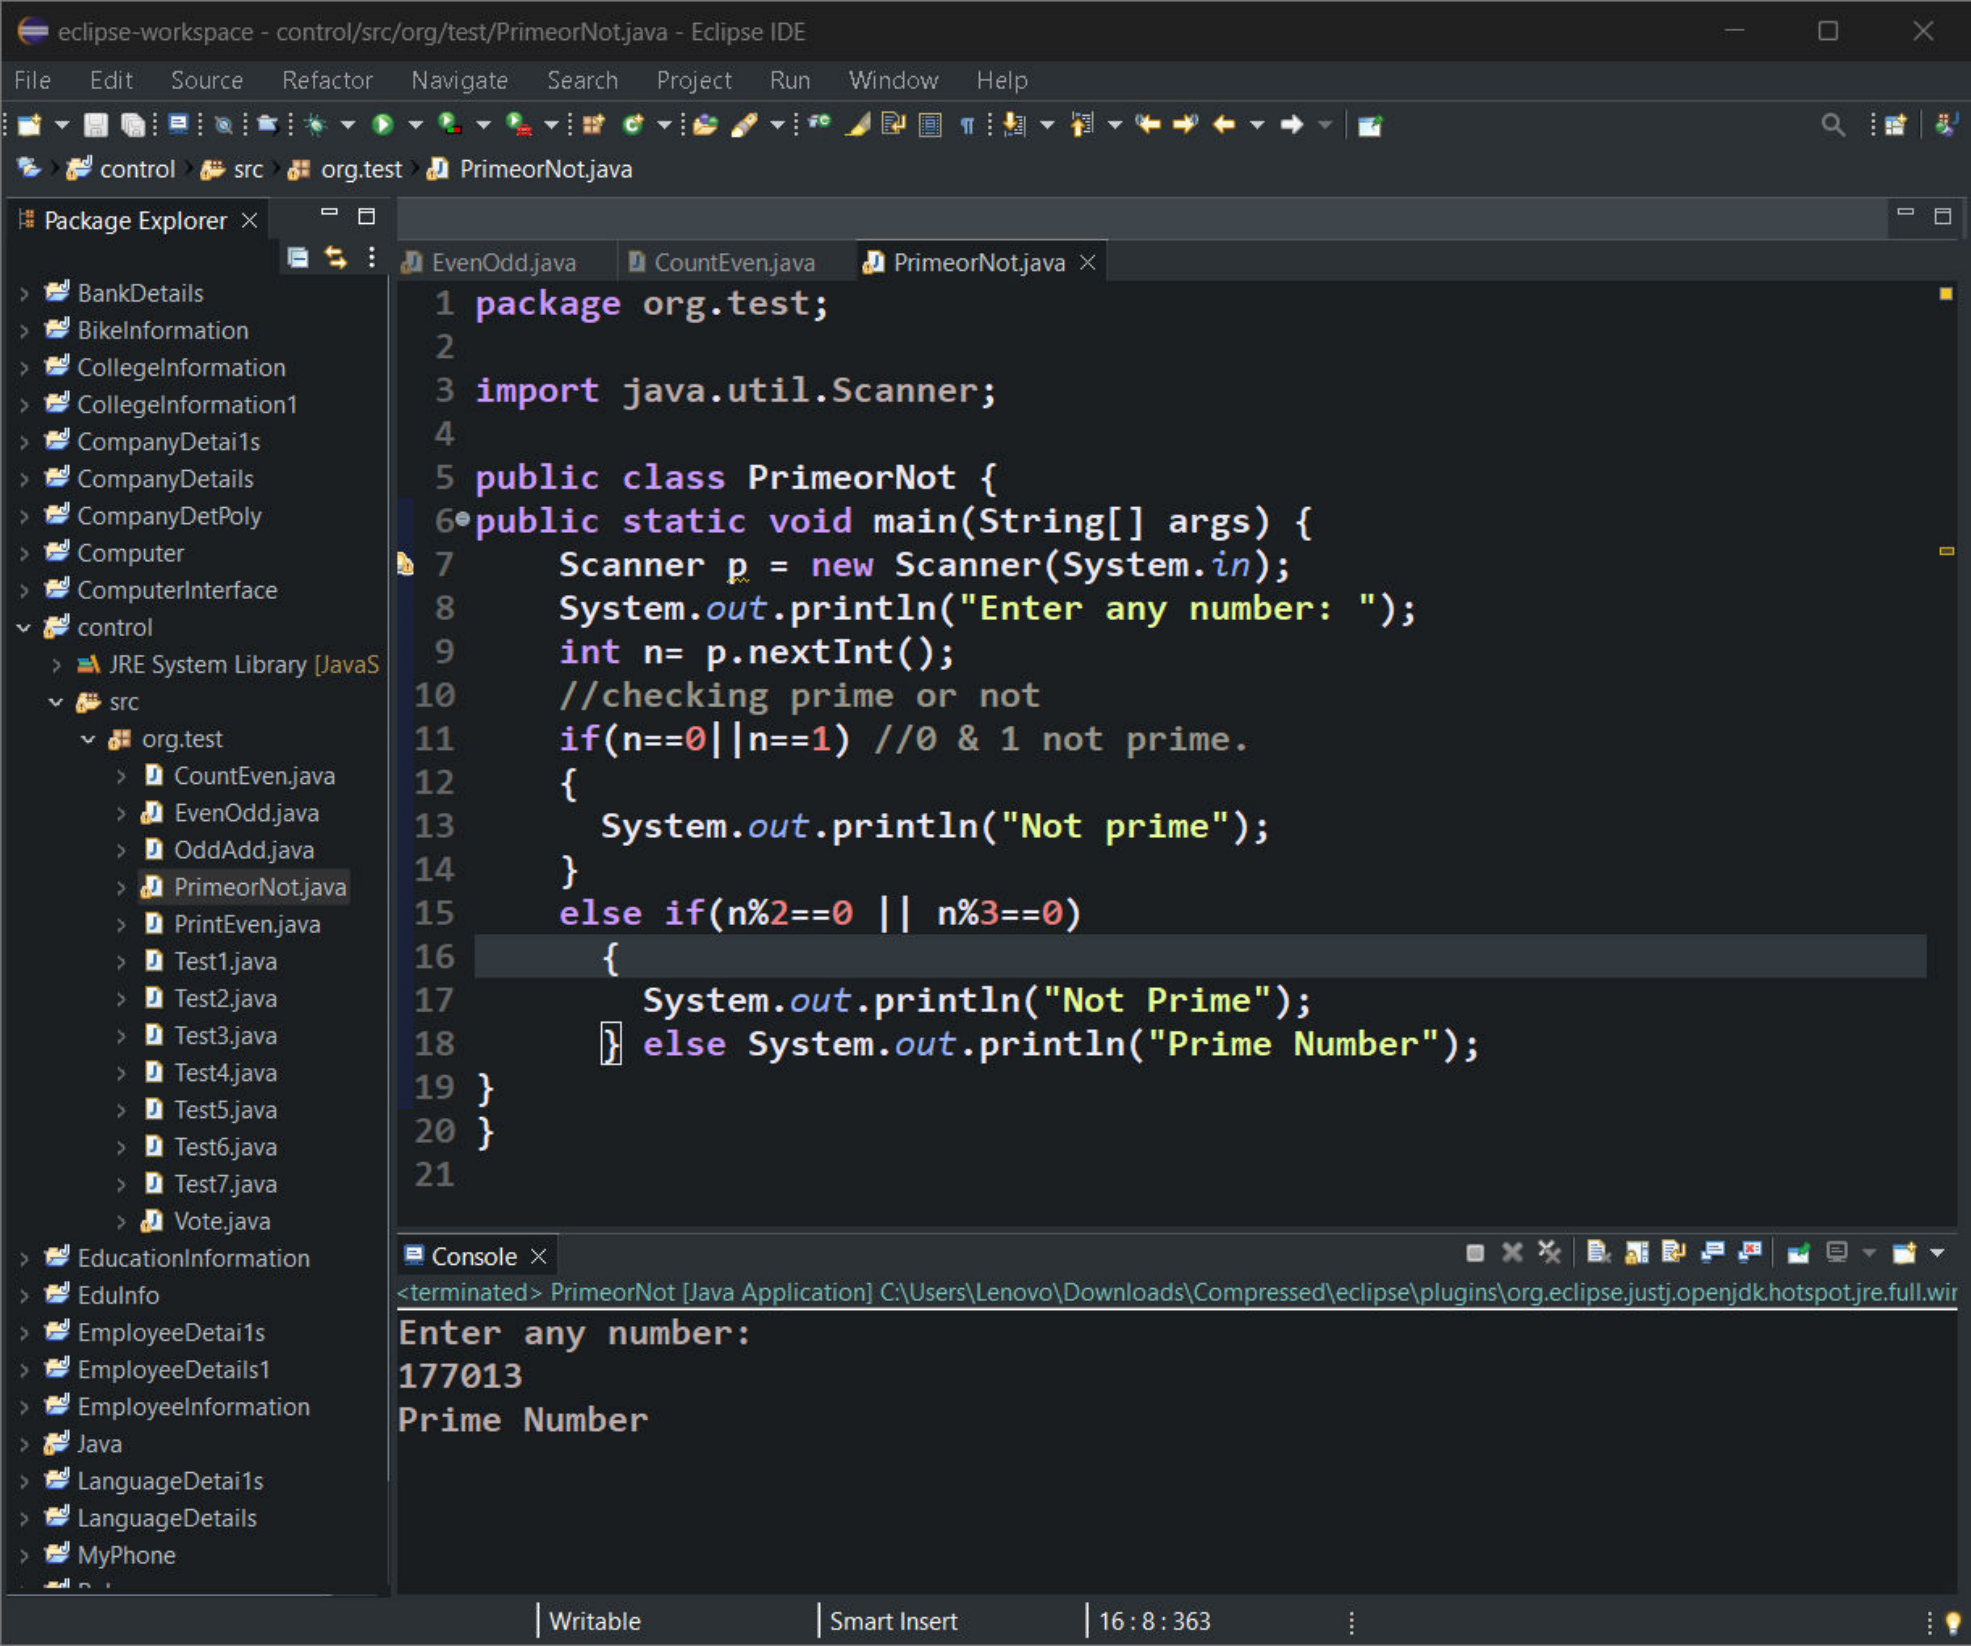 eclipse-workspace - control/src/org/test/PrimeorNot.java - Eclipse IDE
File Edit Source Refactor Navigate Search Project Run Window Help
control src org.test PrimeorNot.java
Package Explorer
BankDetails
BikeInformation
CollegeInformation
CollegeInformation1
CompanyDetai1s
CompanyDetails
CompanyDetPoly
Computer
ComputerInterface
control
JRE System Library [JavaS
src
org.test
CountEven.java
EvenOdd.java
OddAdd.java
PrimeorNot.java
PrintEven.java
Test1.java
Test2.java
Test3.java
Test4.java
Test5.java
Test6.java
Test7.java
Vote.java
EducationInformation
EduInfo
EmployeeDetai1s
EmployeeDetails1
EmployeeInformation
Java
LanguageDetai1s
LanguageDetails
MyPhone
EvenOdd.java CountEven.java PrimeorNot.java
1 package org.test;
2
3 import java.util.Scanner;
4
5 public class PrimeorNot {
6 public static void main(String[] args) {
7 Scanner p = new Scanner(System.in);
8 System.out.println("Enter any number: ");
9 int n= p.nextInt();
10 //checking prime or not
11 if(n==0||n==1) //0 & 1 not prime.
12 {
13 System.out.println("Not prime");
14 }
15 else if(n%2==0 || n%3==0)
16 {
17 System.out.println("Not Prime");
18 } else System.out.println("Prime Number");
19 }
20 }
21
Console
<terminated> PrimeorNot [Java Application] C:\Users\Lenovo\Downloads\Compressed\eclipse\plugins\org.eclipse.justj.openjdk.hotspot.jre.full.wir
Enter any number:
177013
Prime Number
Writable Smart Insert 16 : 8 : 363